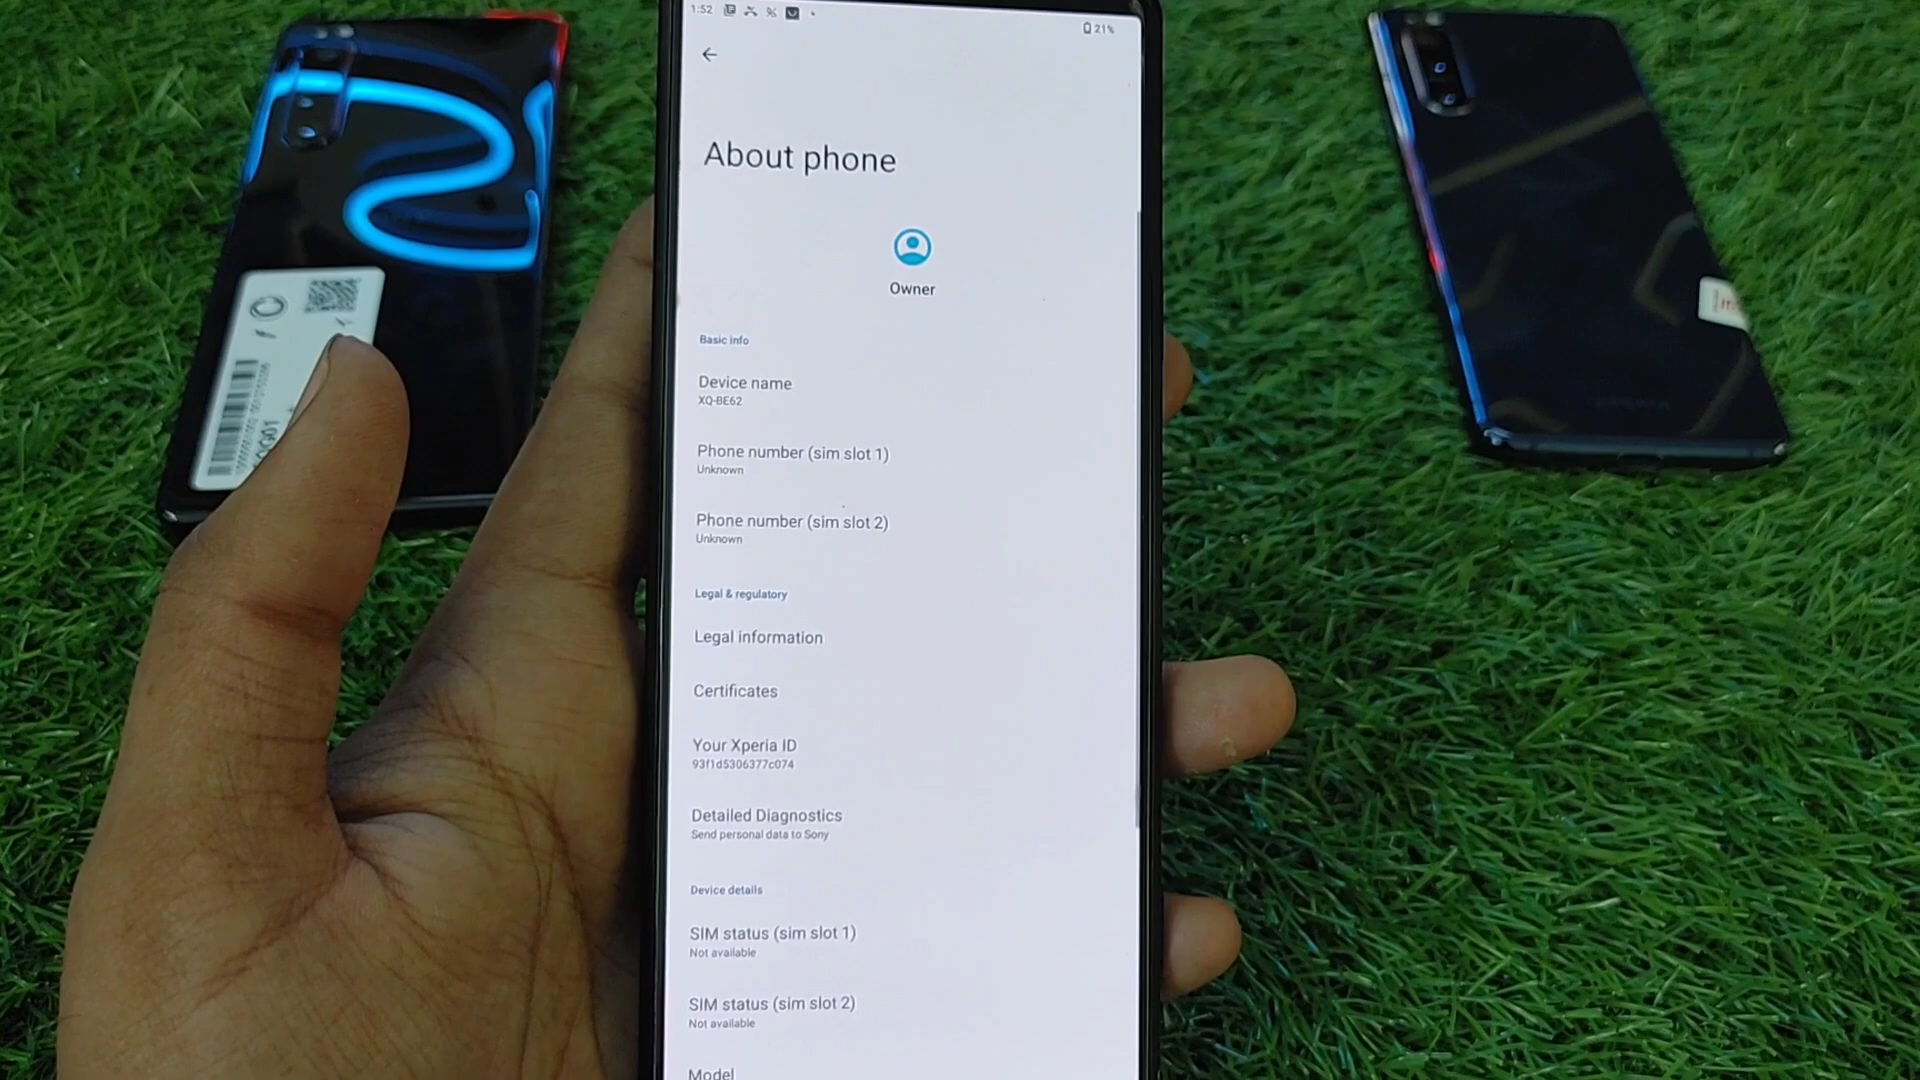 1:52
21%
About phone
Owner
Basic info
Device name
XQ-BE62
Phone number (sim slot 1)
Unknown
Phone number (sim slot 2)
Unknown
Legal & regulatory
Legal information
Certificates
Your Xperia ID
93f1d5306377c074
Detailed Diagnostics
Send personal data to Sony
Device details
SIM status (sim slot 1)
Not available
SIM status (sim slot 2)
Not available
Model